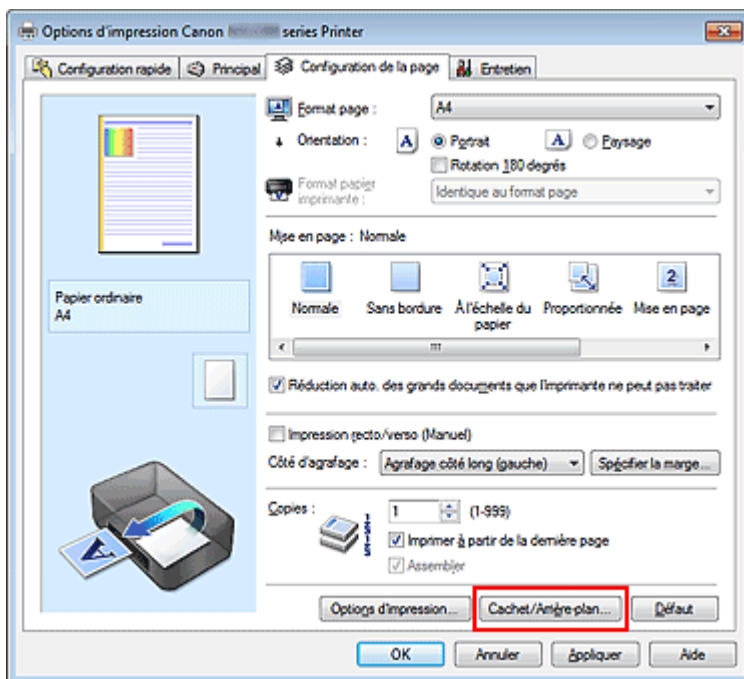 Options d'impression Canon series Printer
Configuration rapide Principal Configuration de la page Entretien
Format page : A4
Orientation : A Portrait A Paysage
Rotation 180 degrés
Format papier imprimante : Identique au format page
Mise en page : Normale
Normale Sans bordure À l'échelle du papier Proportionnée Mise en page
Papier ordinaire
A4
Réduction auto. des grands documents que l'imprimante ne peut pas traiter
Impression recto/verso (Manuel)
Côté d'agrafage : Agrafage côté long (gauche) Spécifier la marge...
Copies : 1 (1-999)
Imprimer à partir de la dernière page
Assembler
Options d'impression... Cachet/Arrière-plan... Défaut
OK Annuler Appliquer Aide